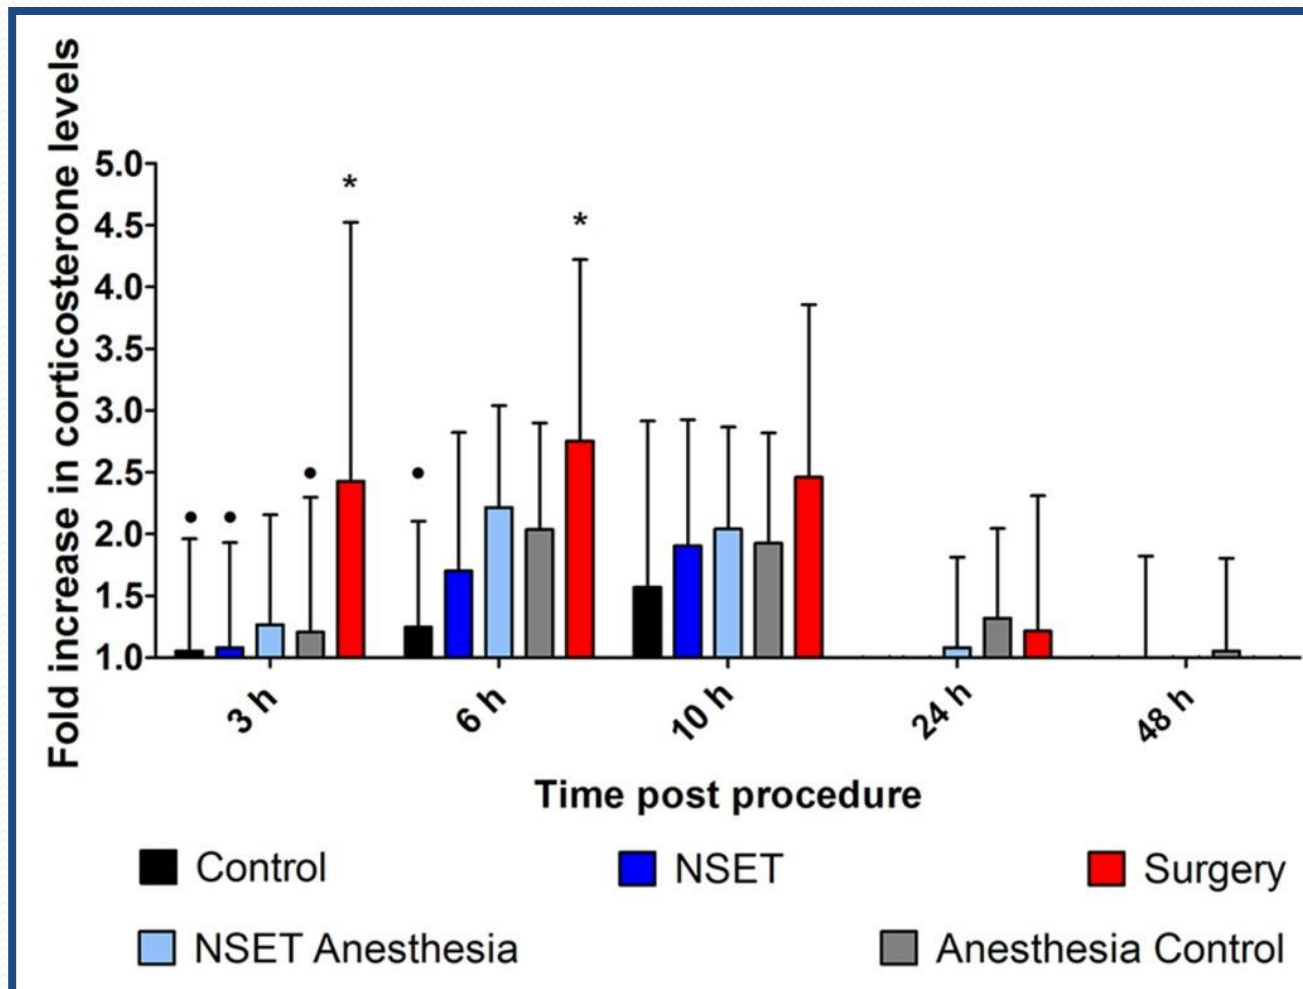 Fold increase in corticosterone levels
5.0
*
4.5
*
4.0
3.5
3.0
2.5
2.0
1.5
1.0
3 h
6 h
10 h
24 h
48 h
Time post procedure
Control
NSET
Surgery
NSET Anesthesia
Anesthesia Control